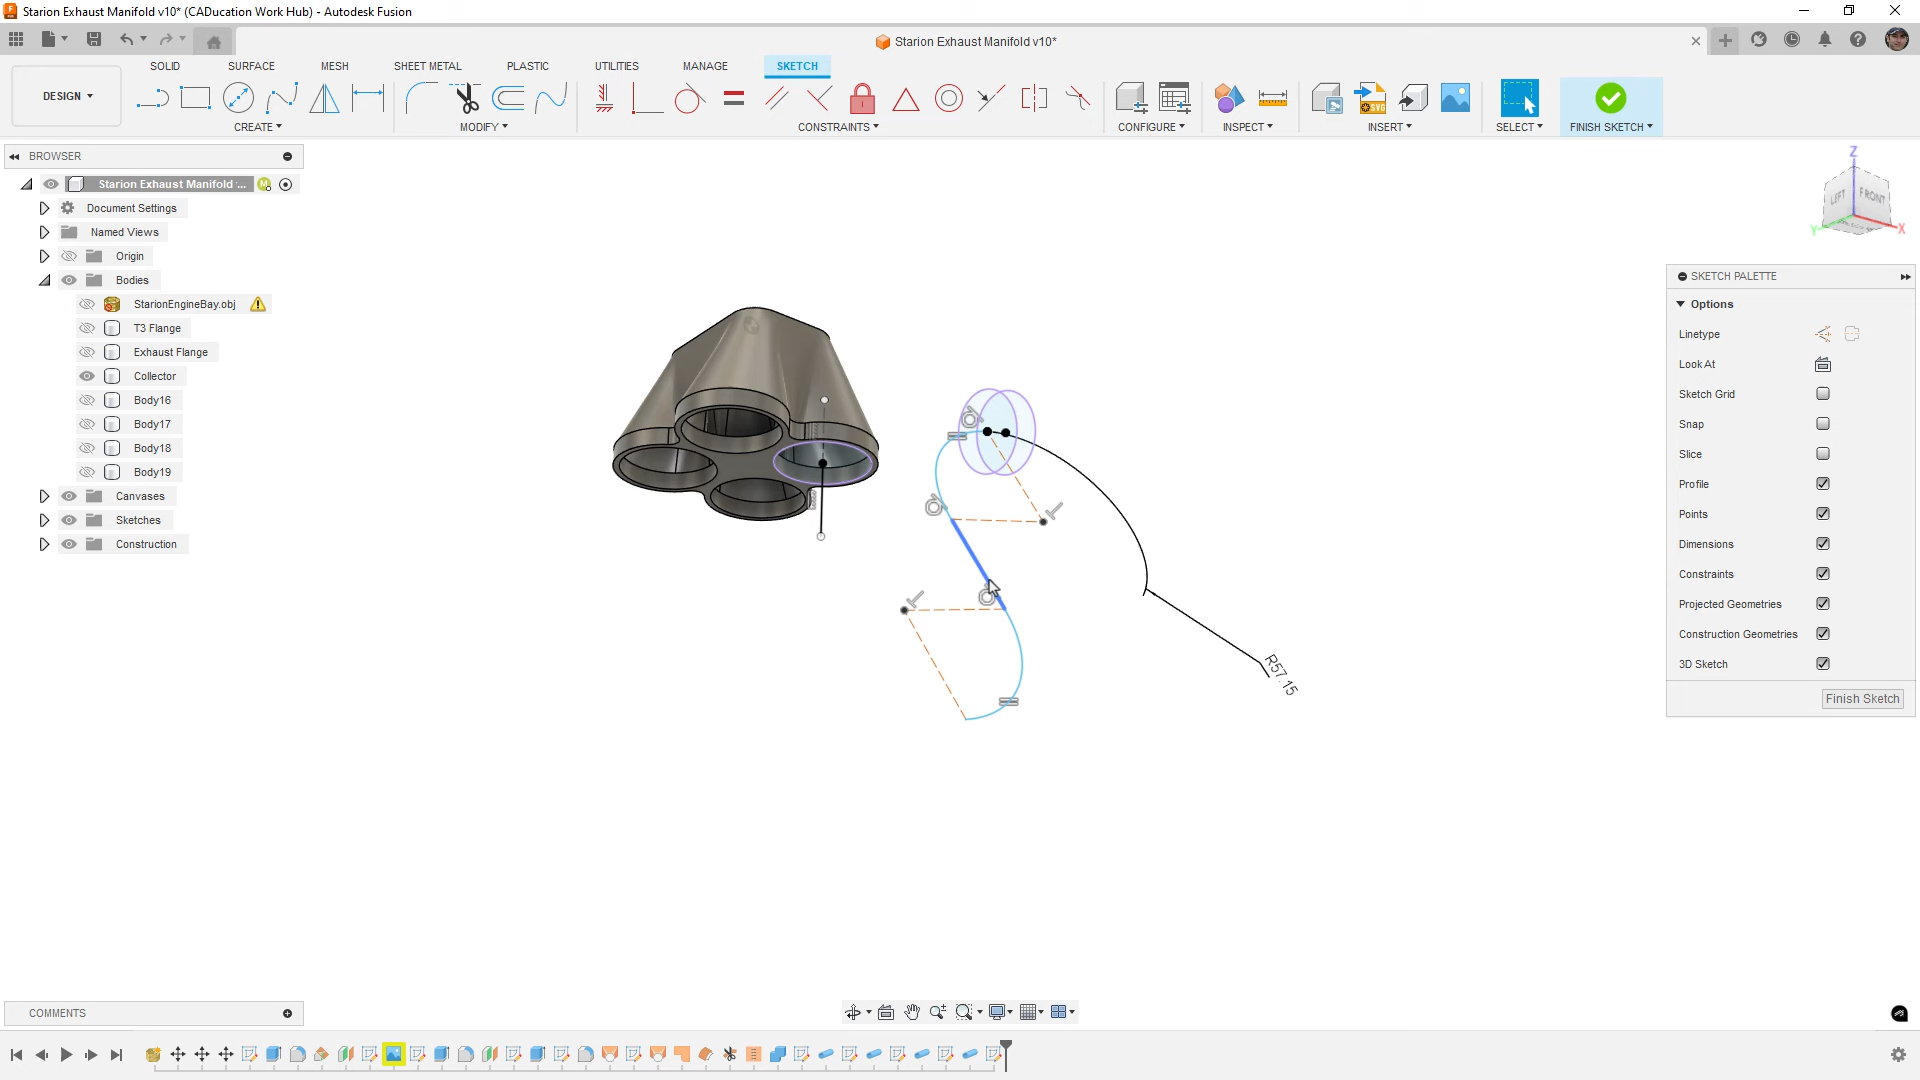 Starion Exhaust Manifold v10* (CADucation Work Hub) - Autodesk Fusion
Starion Exhaust Manifold v10*
SOLID SURFACE MESH SHEET METAL PLASTIC UTILITIES MANAGE SKETCH
DESIGN
CREATE MODIFY CONSTRAINTS CONFIGURE INSPECT INSERT SELECT FINISH SKETCH
SVG
BROWSER
Starion Exhaust Manifold ...
M
Document Settings
Named Views
Origin
Bodies
StarionEngineBay.obj
T3 Flange
Exhaust Flange
Collector
Body16
Body17
Body18
Body19
Canvases
Sketches
Construction
R57.15
Z
LEFT FRONT
Y X
SKETCH PALETTE
Options
Linetype
Look At
Sketch Grid
Snap
Slice
Profile
Points
Dimensions
Constraints
Projected Geometries
Construction Geometries
3D Sketch
Finish Sketch
COMMENTS